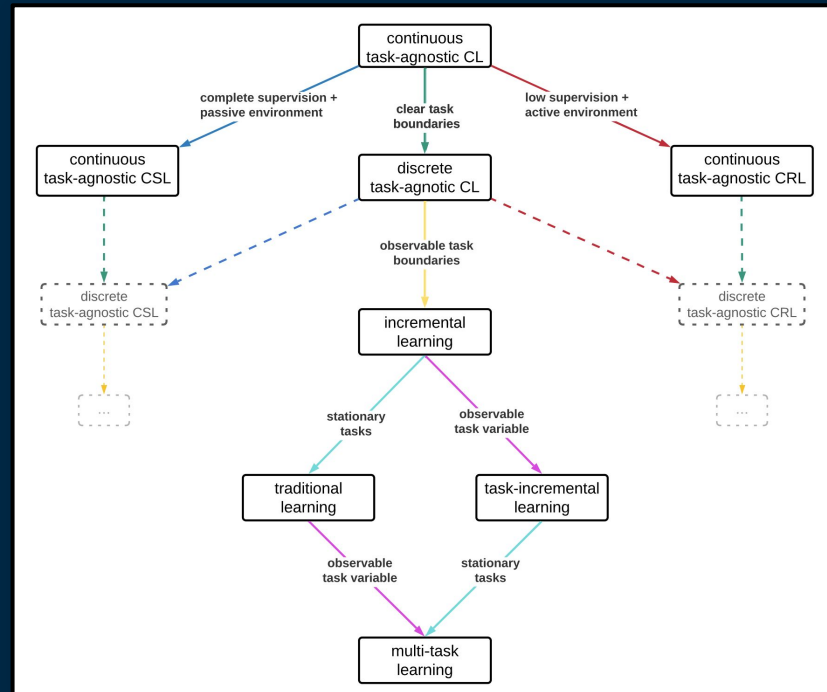 continuous
task-agnostic CL
complete supervision +
passive environment
clear task
boundaries
low supervision +
active environment
continuous
task-agnostic CSL
discrete
task-agnotic CL
continuous
task-agnostic CRL
observable task
boundaries
discrete
task-agnostic CSL
discrete
task-agnostic CRL
incremental
learning
...
...
stationary
tasks
observable
task variable
traditional
learning
task-incremental
learning
observable
task variable
stationary
tasks
multi-task
learning